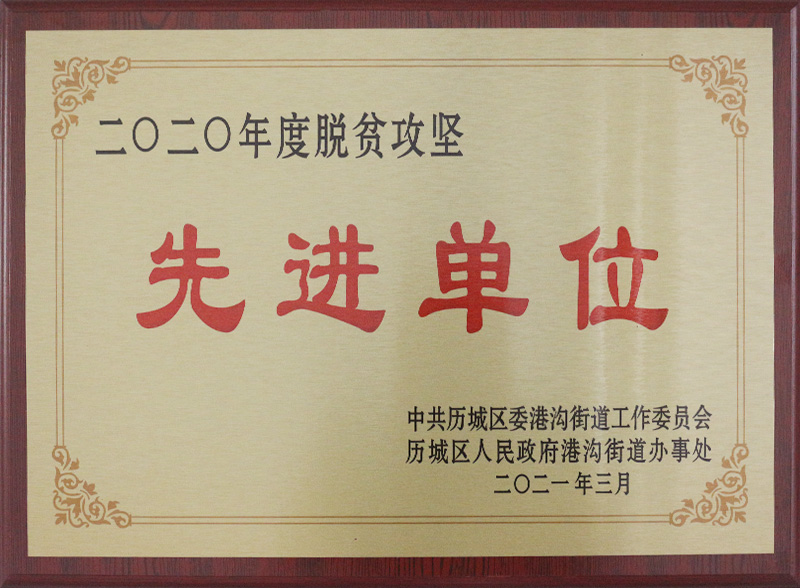 二〇二〇年度脱贫攻坚
先进单位
中共历城区委港沟街道工作委员会
历城区人民政府港沟街道办事处
二〇二一年三月